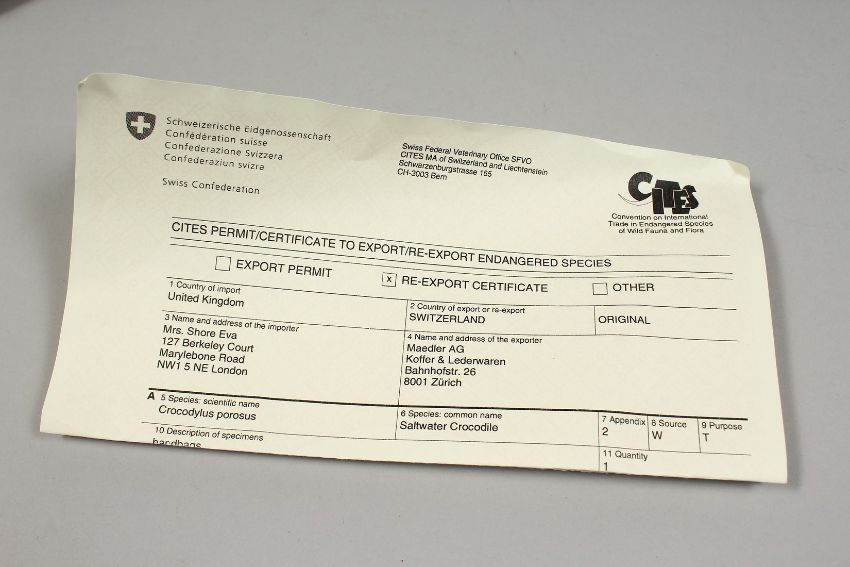 Schweizerische Eidgenossenschaft
Confédération suisse
Confederazione Svizzera
Confederaziun svizra
Swiss Confederation
Swiss Federal Veterinary Office SFVO
CITES MA of Switzerland and Liechtenstein
Schwarzenburgstrasse 155
CH-3003 Bern
CITES
Convention on International
Trade in Endangered Species
of Wild Fauna and Flora
CITES PERMIT/CERTIFICATE TO EXPORT/RE-EXPORT ENDANGERED SPECIES
EXPORT PERMIT
x RE-EXPORT CERTIFICATE
OTHER
1 Country of import
United Kingdom
2 Country of export or re-export
SWITZERLAND
ORIGINAL
3 Name and address of the importer
Mrs. Shore Eva
127 Berkeley Court
Marylebone Road
NW1 5 NE London
4 Name and address of the exporter
Maedler AG
Koffer & Lederwaren
Bahnhofstr. 26
8001 Zürich
A 5 Species: scientific name
Crocodylus porosus
6 Species: common name
Saltwater Crocodile
7 Appendix
2
8 Source
W
9 Purpose
T
10 Description of specimens
handbags
11 Quantity
1